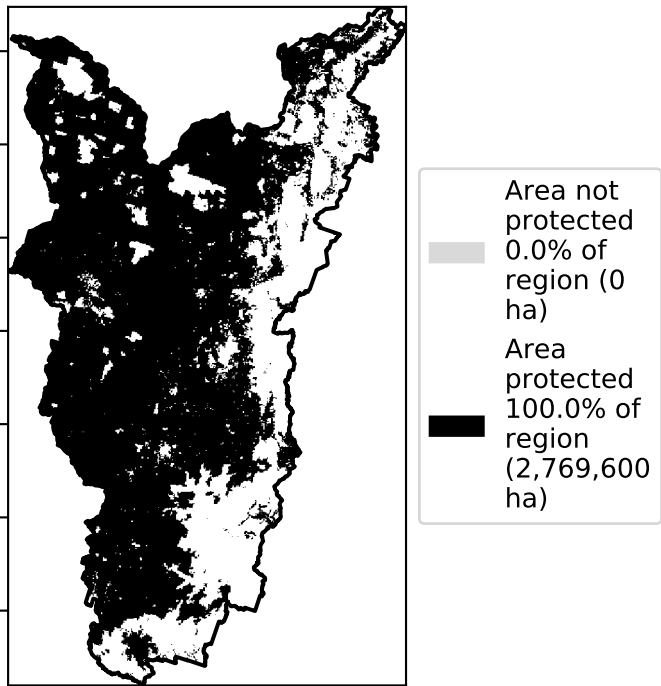 Area not
protected
0.0% of
region (0
ha)
Area
protected
100.0% of
region
(2,769,600
ha)